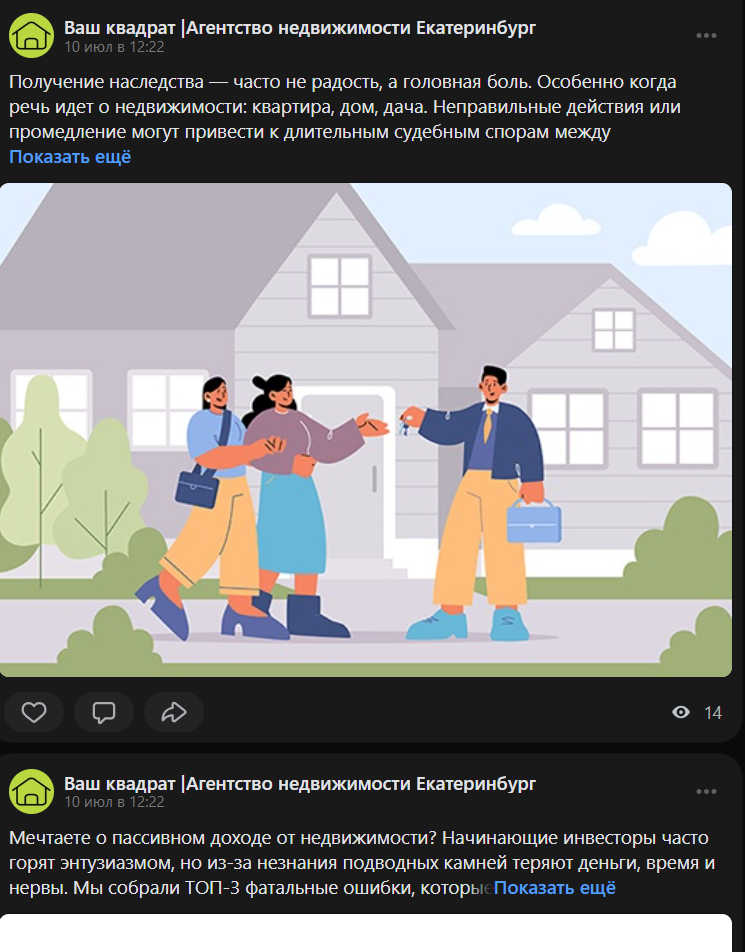 Ваш квадрат |Агентство недвижимости Екатеринбург
10 июл в 12:22
Получение наследства — часто не радость, а головная боль. Особенно когда
речь идет о недвижимости: квартира, дом, дача. Неправильные действия или
промедление могут привести к длительным судебным спорам между
Показать ещё
14
Ваш квадрат |Агентство недвижимости Екатеринбург
10 июл в 12:22
Мечтаете о пассивном доходе от недвижимости? Начинающие инвесторы часто
горят энтузиазмом, но из-за незнания подводных камней теряют деньги, время и
нервы. Мы собрали ТОП-3 фатальные ошибки, которые Показать ещё